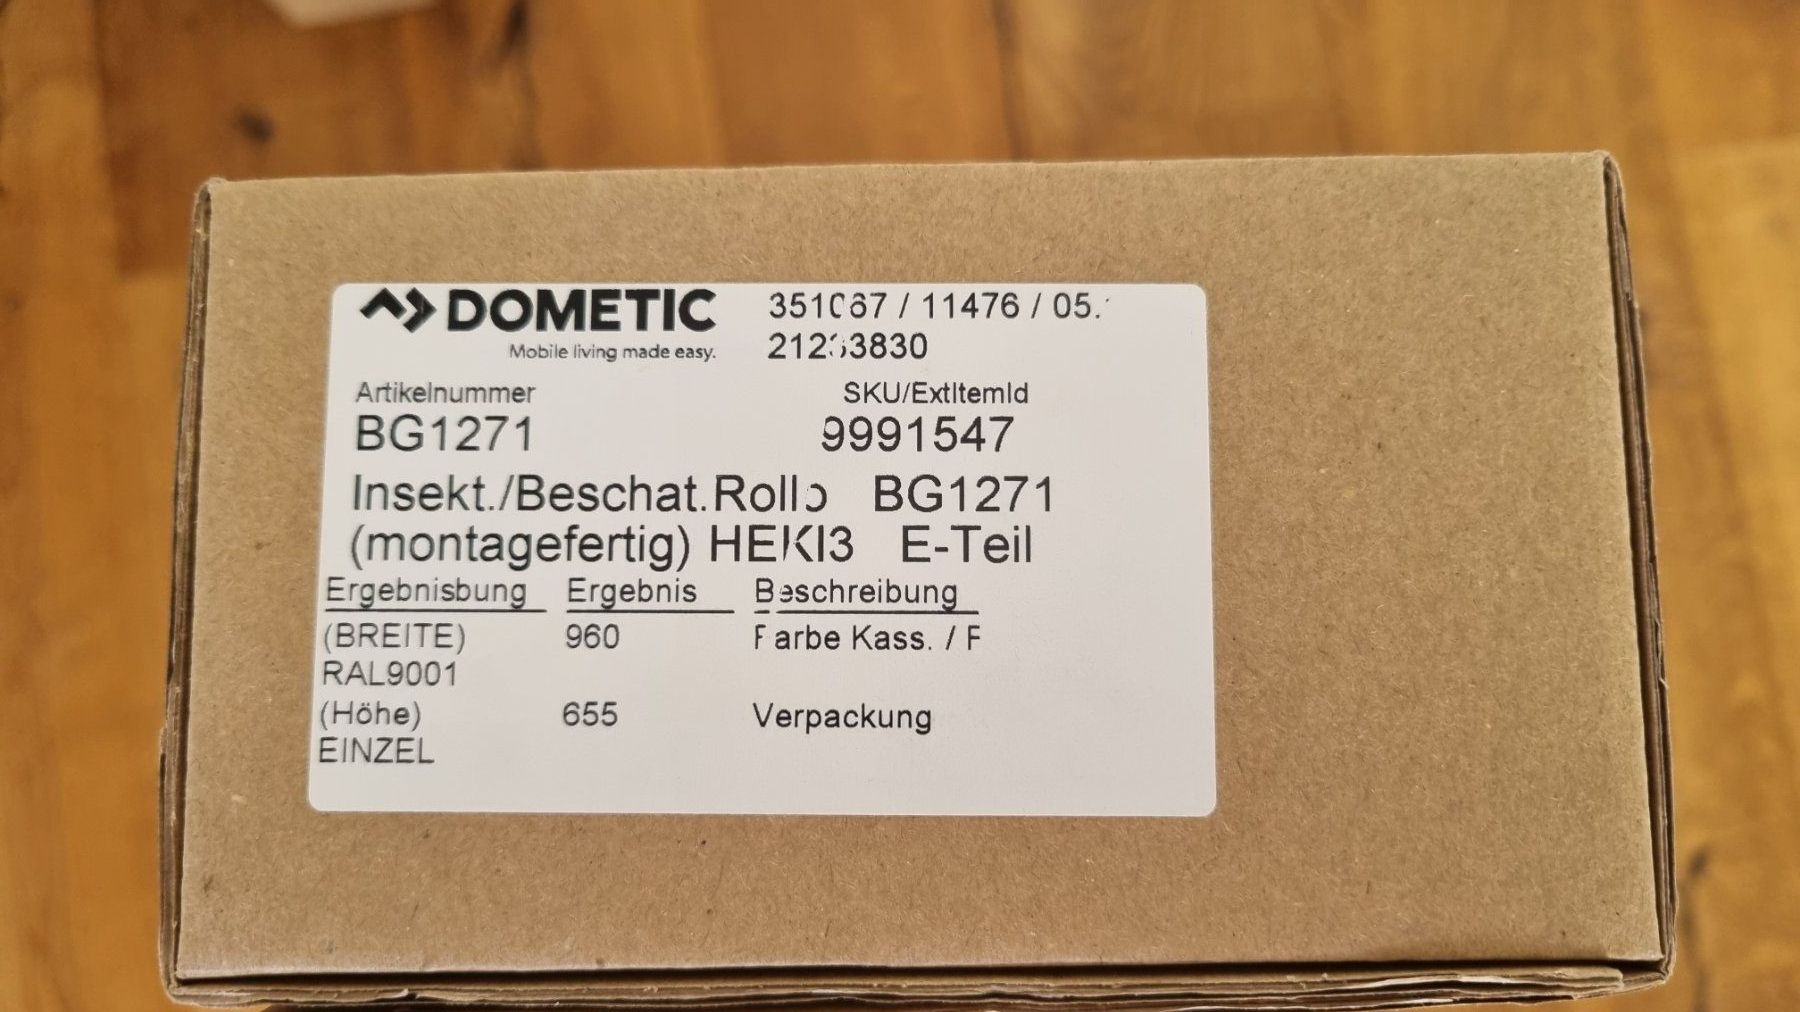 DOMETIC
Mobile living made easy.
/ 11476 / 05.
Artikelnummer SKU/ExtItemId
BG1271 9991547
Insekt./Beschat.Rollo BG1271
(montagefertig) HEKI3 E-Teil
Ergebnisbung Ergebnis Beschreibung
(BREITE) 960 Farbe Kass. / F
RAL9001
(Höhe) 655 Verpackung
EINZEL